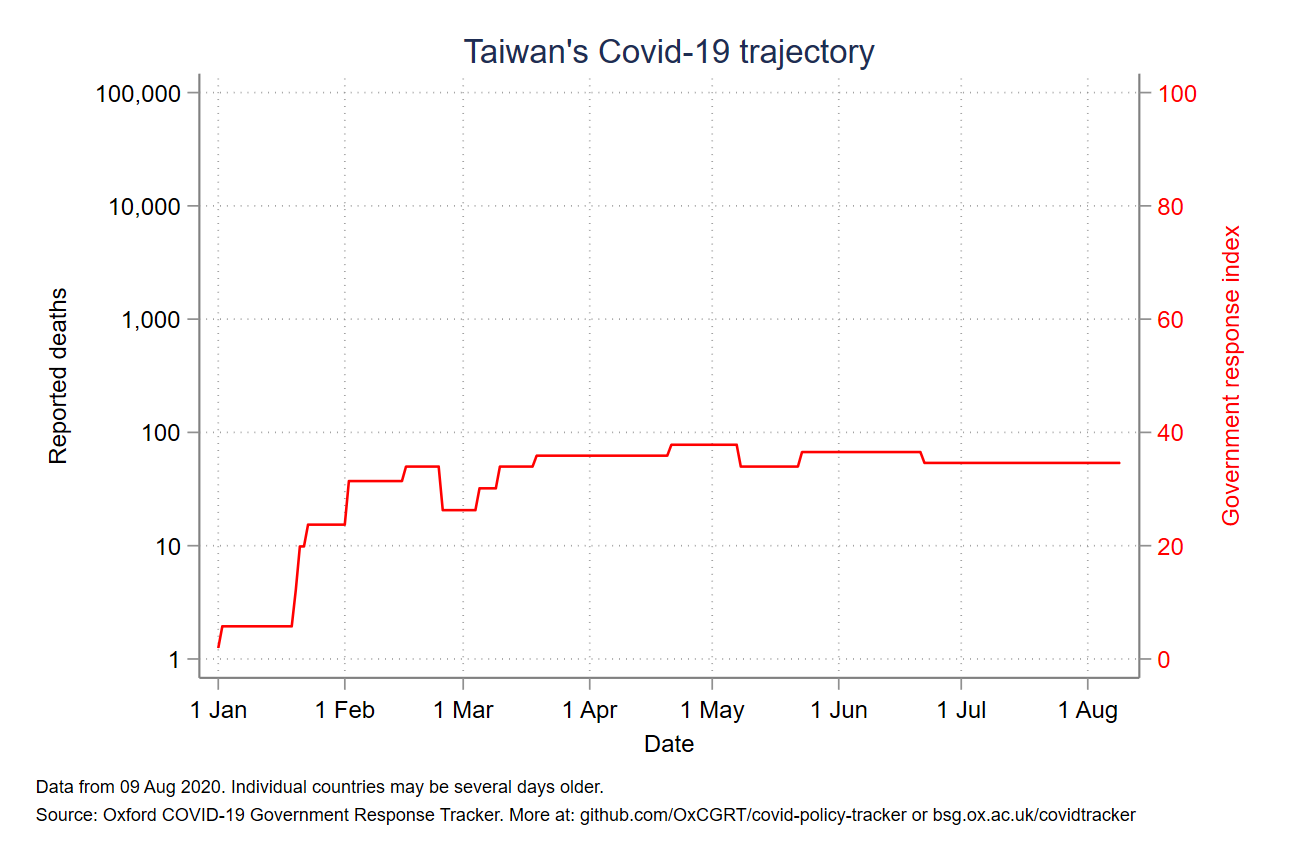 Taiwan's Covid-19 trajectory
100,000
10,000
1,000
100
10
1
Reported deaths
100
80
60
40
20
0
Government response index
1 Jan 1 Feb 1 Mar 1 Apr 1 May 1 Jun 1 Jul 1 Aug
Date
Data from 09 Aug 2020. Individual countries may be several days older.
Source: Oxford COVID-19 Government Response Tracker. More at: github.com/OxCGRT/covid-policy-tracker or bsg.ox.ac.uk/covidtracker